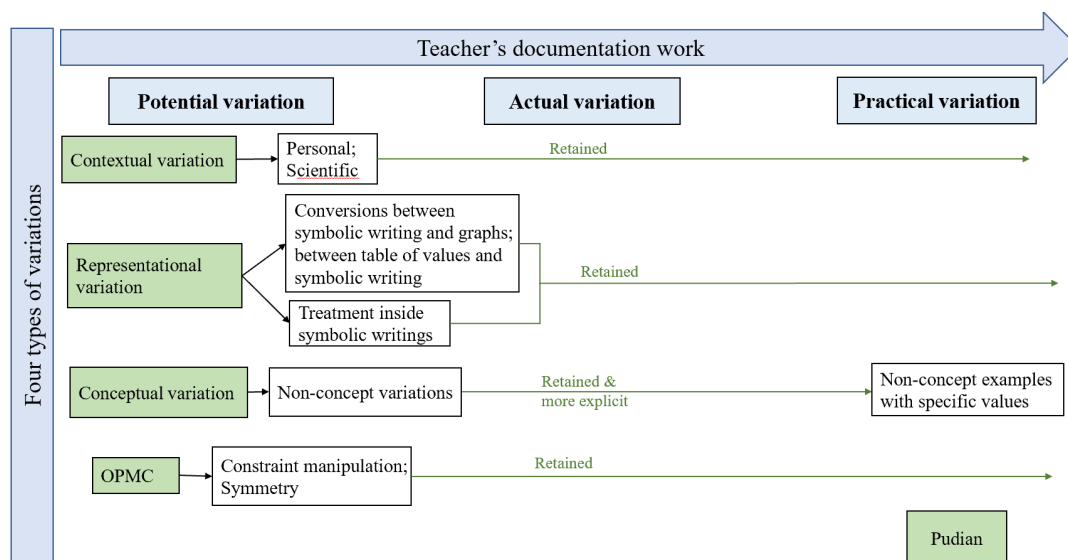 Teacher’s documentation work
Four types of variations
Potential variation
Actual variation
Practical variation
Contextual variation
Personal;
Scientific
Retained
Representational
variation
Conversions between
symbolic writing and graphs;
between table of values and
symbolic writing
Treatment inside
symbolic writings
Retained
Conceptual variation
Non-concept variations
Retained &
more explicit
Non-concept examples
with specific values
OPMC
Constraint manipulation;
Symmetry
Retained
Pudian